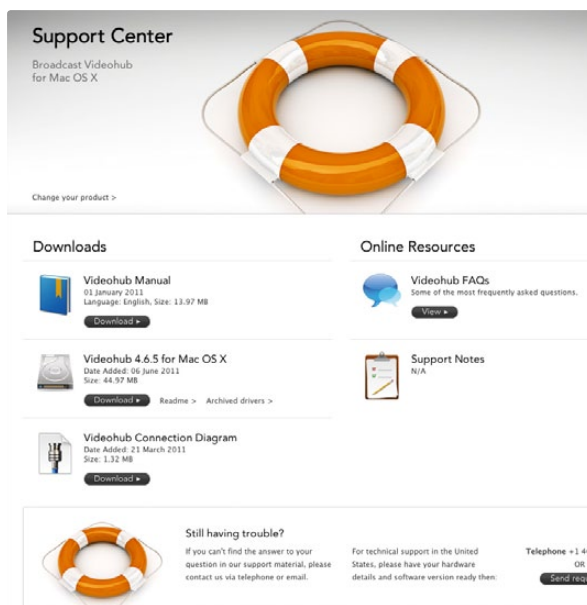 Support Center
Broadcast Videohub
for Mac OS X
Change your product >
Downloads
Videohub Manual
01 January 2011
Language: English, Size: 13.97 MB
Download
Videohub 4.6.5 for Mac OS X
Date Added: 06 June 2011
Size: 44.97 MB
Download
Readme > Archived drivers >
Videohub Connection Diagram
Date Added: 21 March 2011
Size: 1.32 MB
Download
Online Resources
Videohub FAQs
Some of the most frequently asked questions.
View
Support Notes
N/A
Still having trouble?
If you can't find the answer to your
question in our support material, please
contact us via telephone or email.
For technical support in the United
States, please have your hardware
details and software version ready then:
Telephone +1 4
OR
Send req